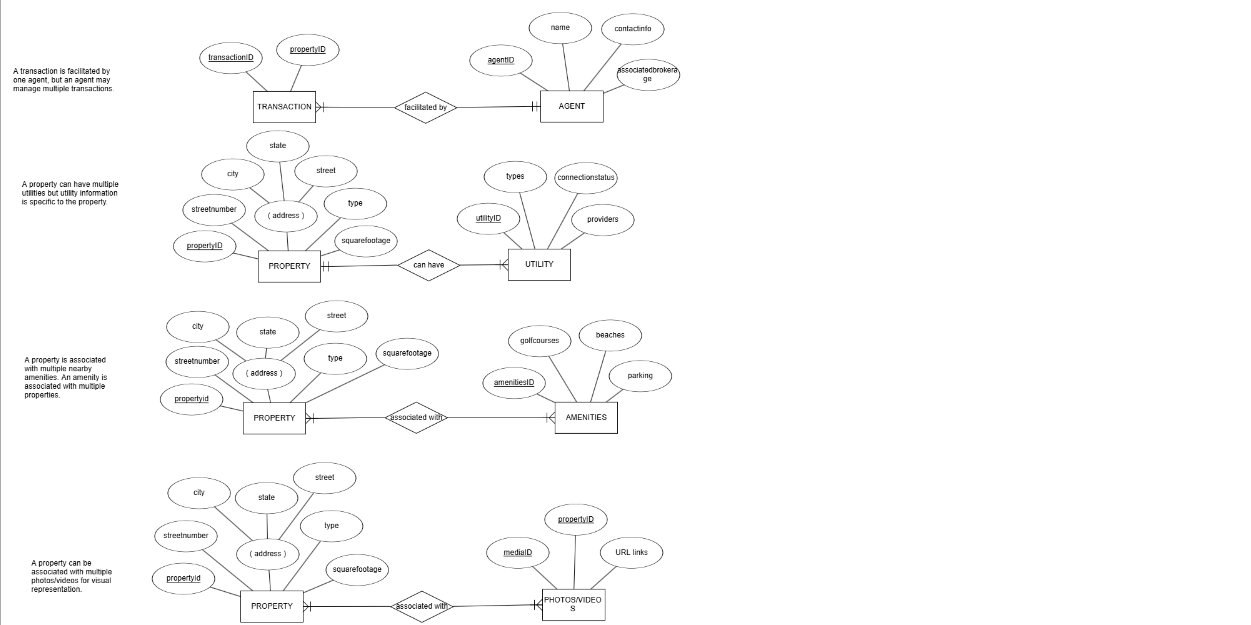 name
contactinfo
propertyID
transactionID
agentID
associatedbrokera
ge
A transaction is facilitated by
one agent, but an agent may
manage multiple transactions.
TRANSACTION
facilitated by
AGENT
state
city
street
types
connectionstatus
A property can have multiple
utilities but utility information
is specific to the property.
streetnumber
( address )
type
utilityID
providers
propertyID
squarefootage
PROPERTY
can have
UTILITY
city
state
street
golfcourses
beaches
A property is associated
with multiple nearby
amenities. An amenity is
associated with multiple
properties.
streetnumber
( address )
type
squarefootage
amenitiesID
parking
propertyid
PROPERTY
associated with
AMENITIES
city
state
street
streetnumber
type
propertyID
( address )
mediaID
URL links
A property can be
associated with multiple
photos/videos for visual
representation.
propertyid
squarefootage
PROPERTY
associated with
PHOTOS/VIDEO
S